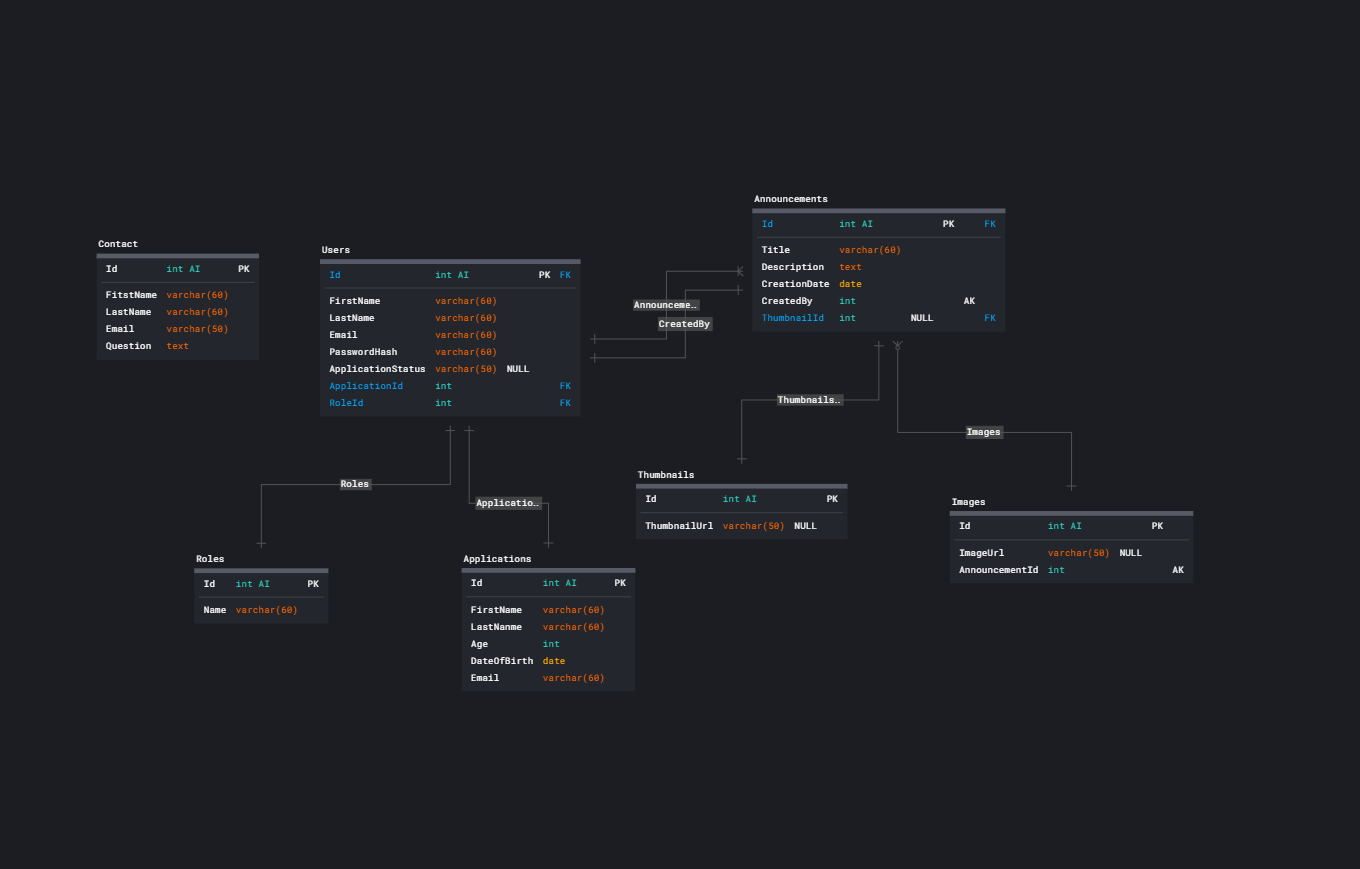 Contact
Id int AI PK
FitstName varchar(60)
LastName varchar(60)
Email varchar(50)
Question text
Users
Id int AI PK FK
FirstName varchar(60)
LastName varchar(60)
Email varchar(60)
PasswordHash varchar(60)
ApplicationStatus varchar(50) NULL
ApplicationId int FK
RoleId int FK
Announceme..
CreatedBy
Announcements
Id int AI PK FK
Title varchar(60)
Description text
CreationDate date
CreatedBy int AK
ThumbnailId int NULL FK
Thumbnails..
Images
Roles
Applicatio..
Thumbnails
Id int AI PK
ThumbnailUrl varchar(50) NULL
Images
Id int AI PK
ImageUrl varchar(50) NULL
AnnouncementId int AK
Roles
Id int AI PK
Name varchar(60)
Applications
Id int AI PK
FirstName varchar(60)
LastNanme varchar(60)
Age int
DateOfBirth date
Email varchar(60)